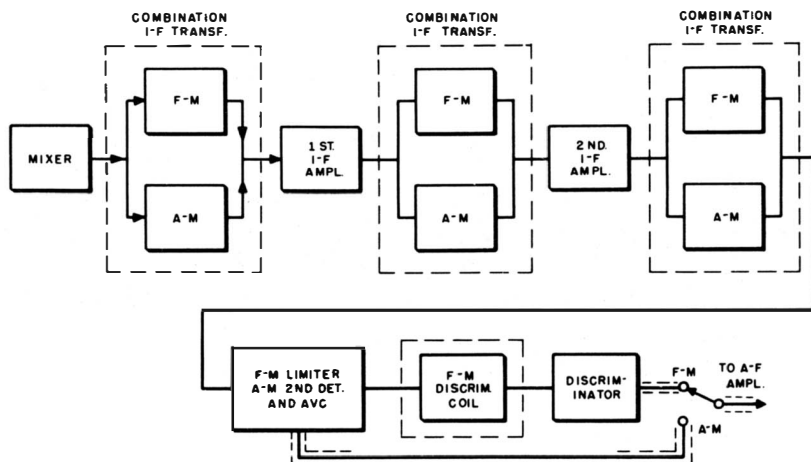 COMBINATION
I-F TRANSF.
COMBINATION
I-F TRANSF.
COMBINATION
I-F TRANSF.
F-M
F-M
F-M
MIXER
1 ST.
I-F
AMPL.
2 ND.
I-F
AMPL.
A-M
A-M
A-M
F-M LIMITER
A-M 2ND DET.
AND AVC
F-M
DISCRIM.
COIL
DISCRIM-
INATOR
F-M
TO A-F
AMPL.
A-M